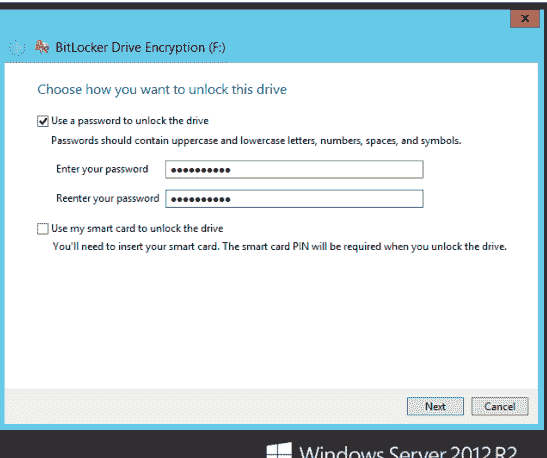 x
BitLocker Drive Encryption (F:)
Choose how you want to unlock this drive
Use a password to unlock the drive
Passwords should contain uppercase and lowercase letters, numbers, spaces, and symbols.
Enter your password ●●●●●●●●●●
Reenter your password ●●●●●●●●●●
Use my smart card to unlock the drive
You'll need to insert your smart card. The smart card PIN will be required when you unlock the drive.
Next Cancel
Windows Server 2012 R2